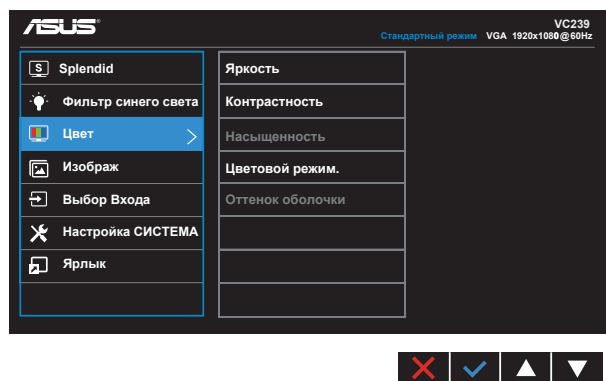 ASUS
VC239
Стандартный режим VGA 1920x1080@60Hz
S Splendid
Фильтр синего света
Цвет
Изображ
Выбор Входа
Настройка СИСТЕМА
Ярлык
Яркость
Контрастность
Насыщенность
Цветовой режим.
Оттенок оболочки